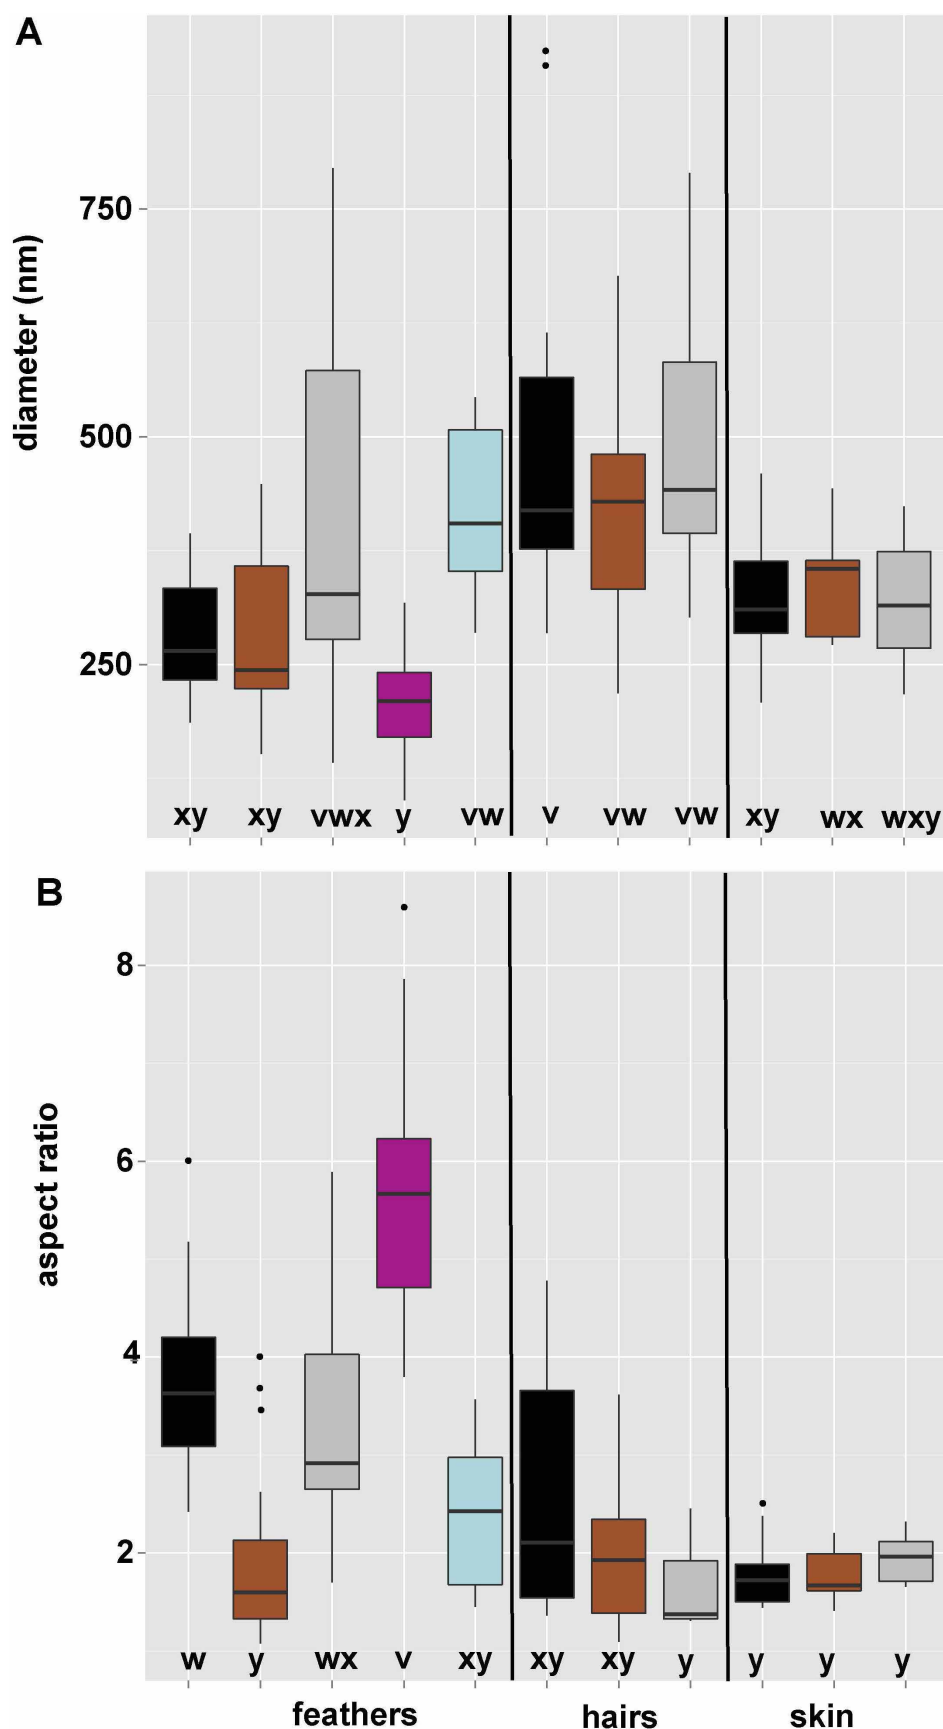 A
diameter (nm)
750
500
250
xy xy vwx y vw v vw vw xy wx wxy
B
aspect ratio
8
6
4
2
w y wx v xy xy xy y y y y
feathers hairs skin